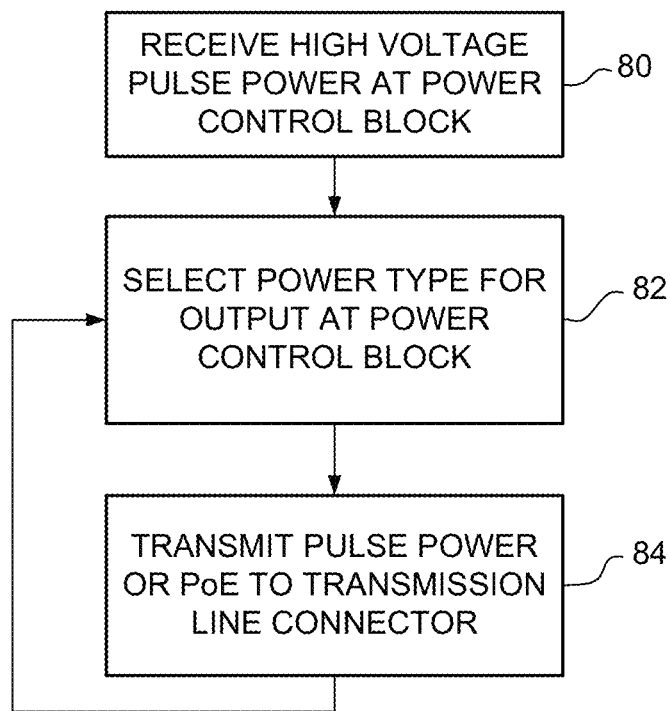 RECEIVE HIGH VOLTAGE
PULSE POWER AT POWER
CONTROL BLOCK
80
SELECT POWER TYPE FOR
OUTPUT AT POWER
CONTROL BLOCK
82
TRANSMIT PULSE POWER
OR PoE TO TRANSMISSION
LINE CONNECTOR
84